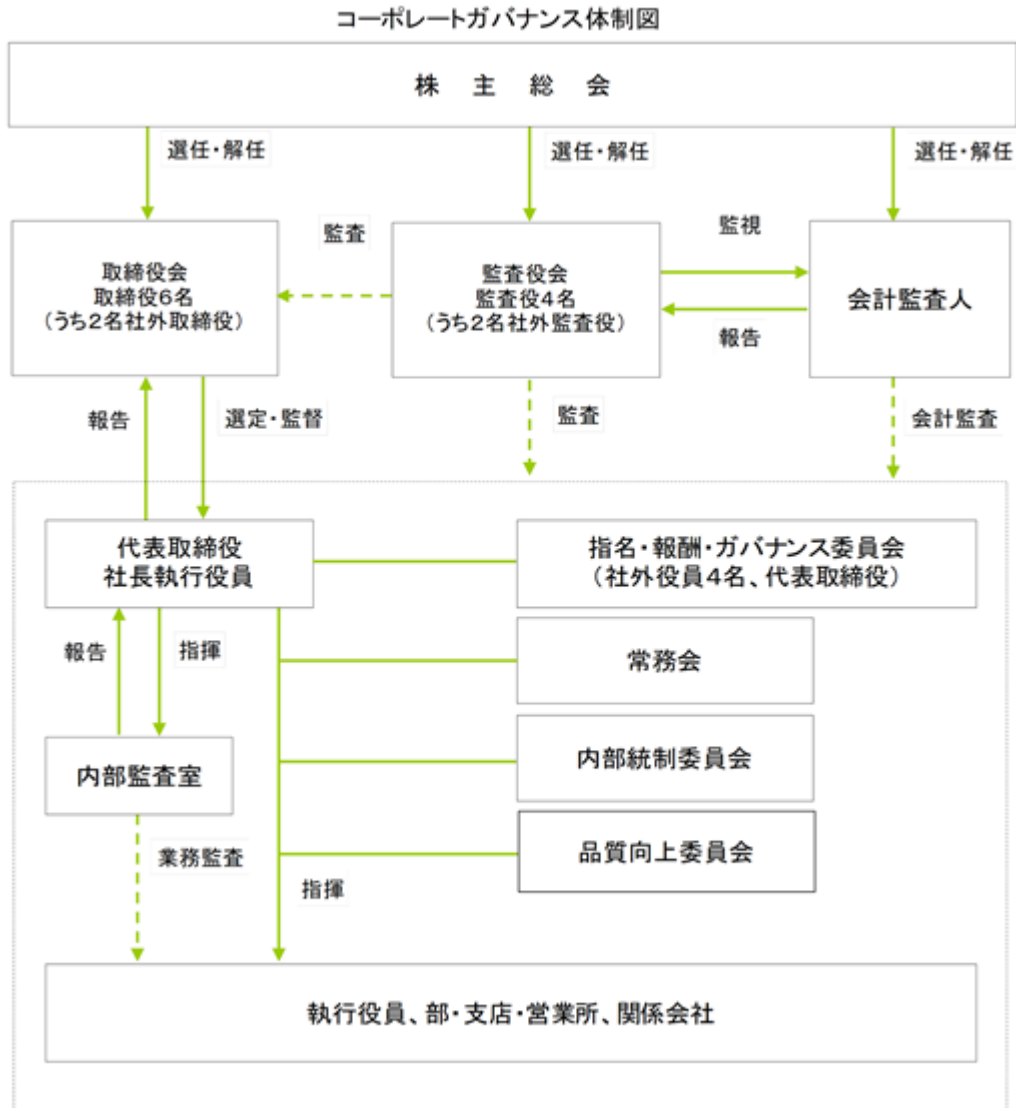 コーポレートガバナンス体制図
株 主 総 会
選任・解任
選任・解任
選任・解任
取締役会
取締役6名
(うち2名社外取締役)
監査
監査役会
監査役4名
(うち2名社外監査役)
監視
報告
会計監査人
報告
選定・監督
監査
会計監査
代表取締役
社長執行役員
指名・報酬・ガバナンス委員会
(社外役員4名、代表取締役)
報告
指揮
常務会
内部監査室
内部統制委員会
業務監査
品質向上委員会
指揮
執行役員、部・支店・営業所、関係会社